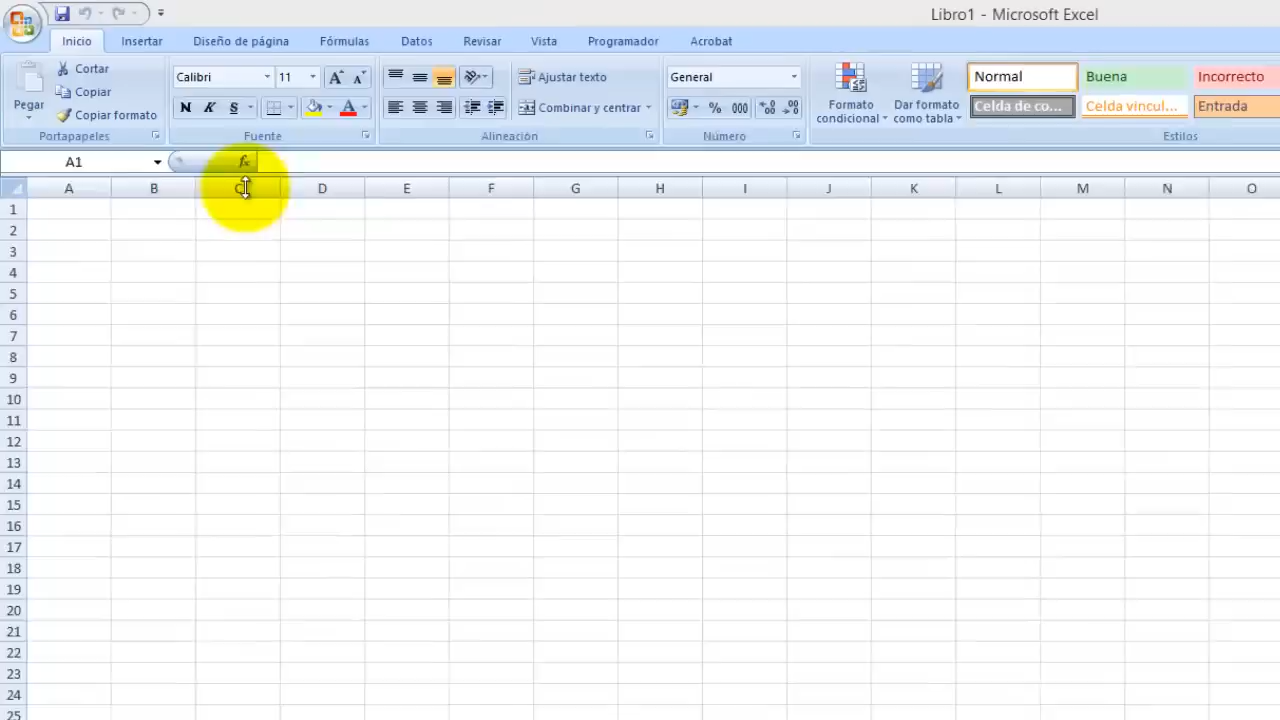 Libro1 - Microsoft Excel
Inicio Insertar Diseño de página Fórmulas Datos Revisar Vista Programador Acrobat
Pegar
Cortar
Copiar
Copiar formato
Portapapeles
Calibri 11
N K S
Fuente
Ajustar texto
Combinar y centrar
Alineación
General
% 000
Número
Formato condicional
Dar formato como tabla
Normal Buena Incorrecto
Celda de co... Celda vincul... Entrada
Estilos
A1 fx
A B C D E F G H I J K L M N O
1
2
3
4
5
6
7
8
9
10
11
12
13
14
15
16
17
18
19
20
21
22
23
24
25